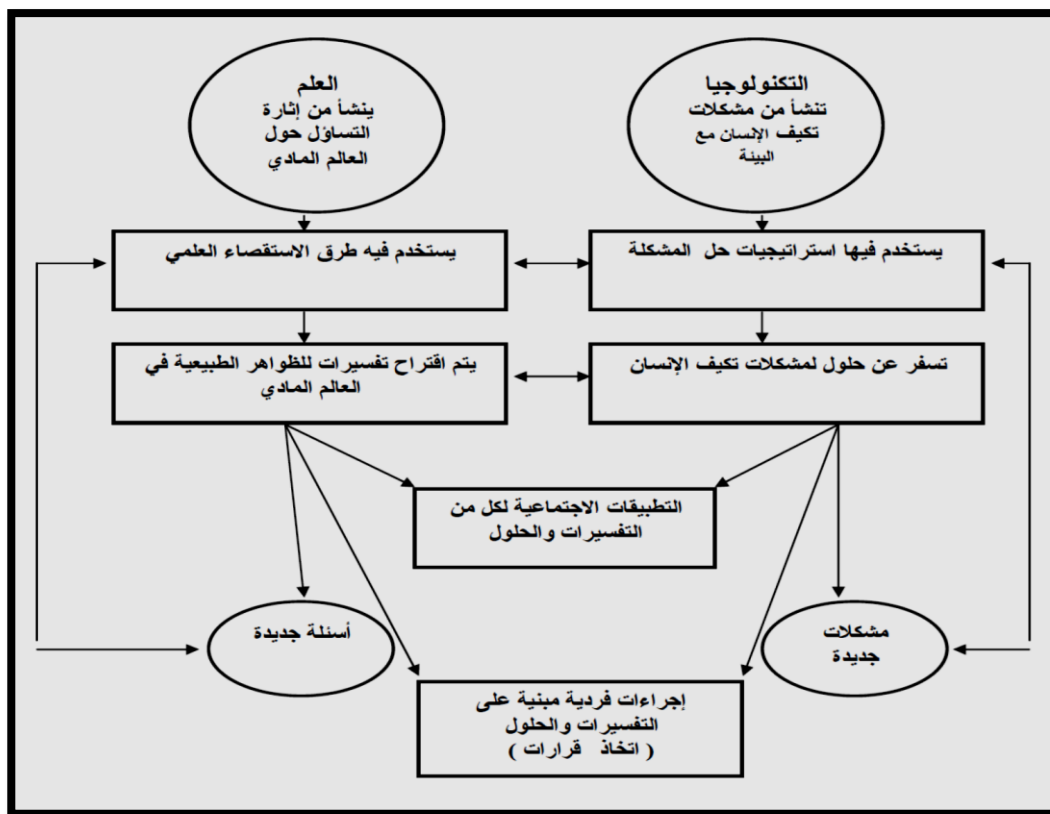 التكنولوجيا
تنشأ من مشكلات
تكيف الإنسان مع
البيئة
العلم
ينشأ من إثارة
التساؤل حول
العالم المادي
يستخدم فيها استراتيجيات حل المشكلة
يستخدم فيه طرق الاستقصاء العلمي
تسفر عن حلول لمشكلات تكيف الإنسان
يتم اقتراح تفسيرات للظواهر الطبيعية في
العالم المادي
التطبيقات الاجتماعية لكل من
التفسيرات والحلول
مشكلات
جديدة
أسئلة جديدة
إجراءات فردية مبنية على
التفسيرات والحلول
( اتخاذ قرارات )